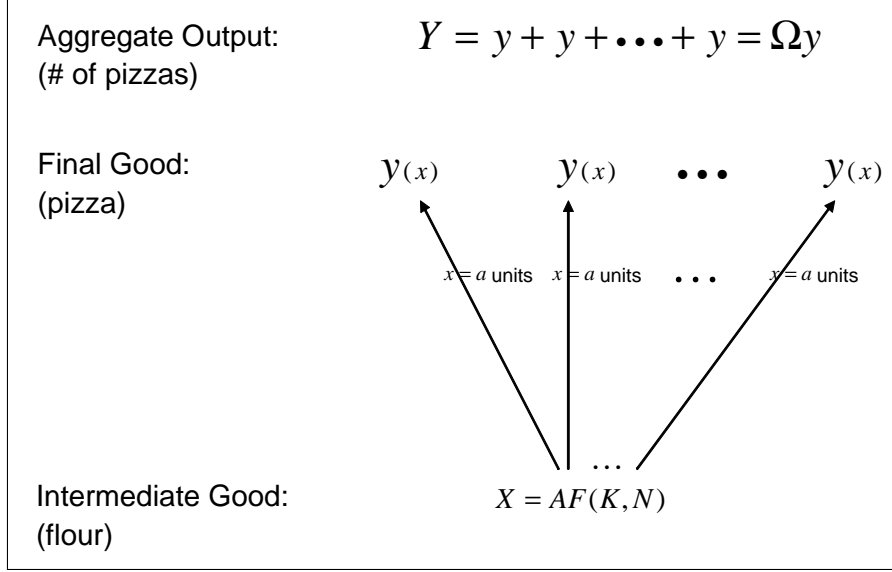 Aggregate Output: Y = y + y + ••• + y = Ωy
(# of pizzas)
Final Good: y(x) y(x) ••• y(x)
(pizza)
x = a units x = a units ... x = a units
...
Intermediate Good: X = AF(K, N)
(flour)